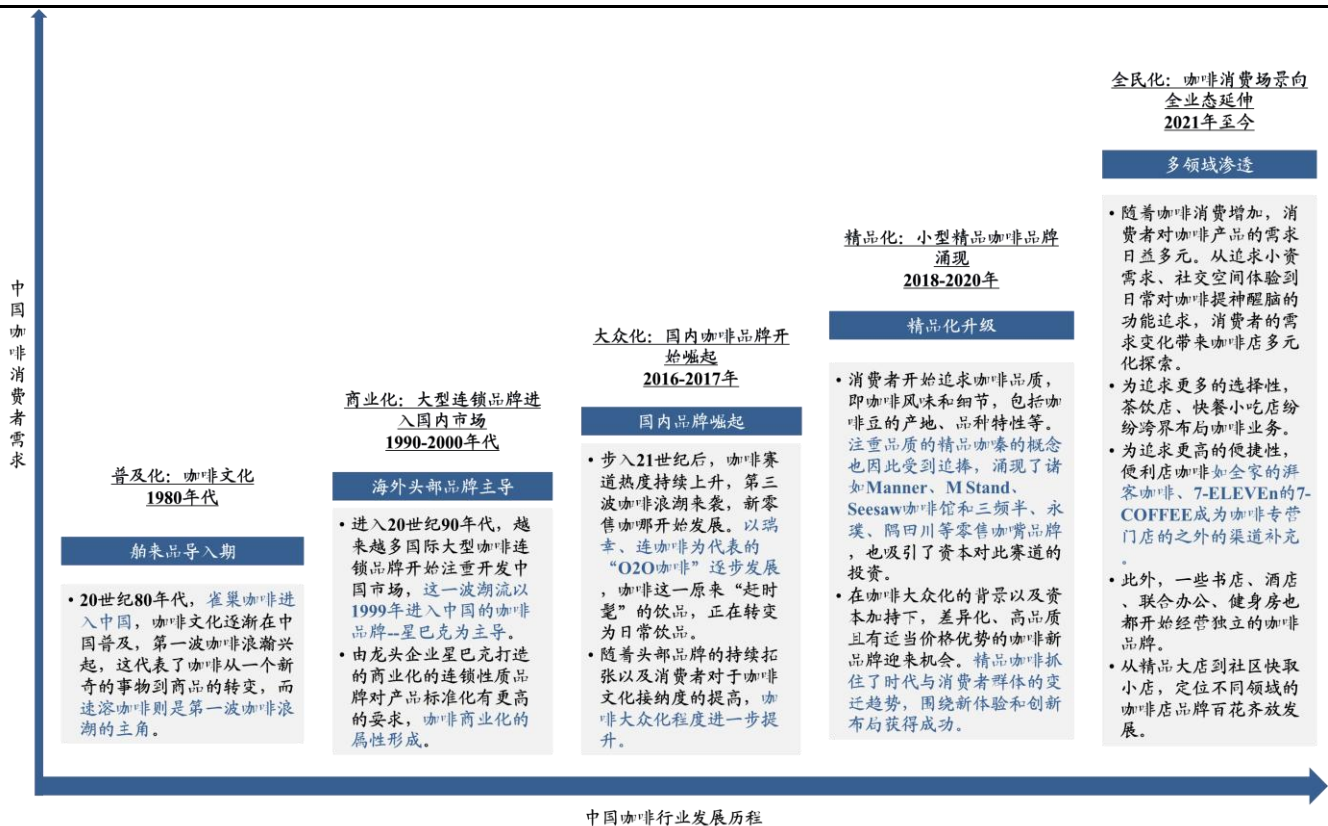 中国咖啡消费者需求
普及化：咖啡文化
1980年代
舶来品导入期
• 20世纪80年代，雀巢咖啡进
入中国，咖啡文化逐渐在中
国普及，第一波咖啡浪瀚兴
起，这代表了咖啡从一个新
奇的事物到商品的转变，而
速溶咖啡则是第一波咖啡浪
潮的主角。
商业化：大型连锁品牌进
入国内市场
1990-2000年代
海外头部品牌主导
• 进入20世纪90年代，越
来越多国际大型咖啡连
锁品牌开始注重开发中
国市场，这一波潮流以
1999年进入中国的咖啡
品牌--星巴克为主导。
• 由龙头企业星巴克打造
的商业化的连锁性质品
牌对产品标准化有更高
的要求，咖啡商业化的
属性形成。
大众化：国内咖啡品牌开
始崛起
2016-2017年
国内品牌崛起
• 步入21世纪后，咖啡赛
道热度持续上升，第三
波咖啡浪潮来袭，新零
售咖哪开始发展。以瑞
幸、连咖啡为代表的
“O2O咖啡”逐步发展
，咖啡这一原来“赶时
髦”的饮品，正在转变
为日常饮品。
• 随着头部品牌的持续拓
张以及消费者对于咖啡
文化接纳度的提高，咖
啡大众化程度进一步提
升。
精品化：小型精品咖啡品牌
涌现
2018-2020年
精品化升级
• 消费者开始追求咖啡品质，
即咖啡风味和细节，包括咖
啡豆的产地、品种特性等。
注重品质的精品咖嗪的概念
也因此受到追捧，涌现了诸
如Manner、M Stand、
Seesaw咖啡馆和三频半、永
璞、隅田川等零售咖嘴品牌
，也吸引了资本对此赛道的
投资。
• 在咖啡大众化的背景以及资
本加持下，差异化、高品质
且有适当价格优势的咖啡新
品牌迎来机会。精品咖啡抓
住了时代与消费者群体的变
迁趋势，围绕新体验和创新
布局获得成功。
全民化：咖啡消费场景向
全业态延伸
2021年至今
多领域渗透
• 随着咖啡消费增加，消
费者对咖啡产品的需求
日益多元。从追求小资
需求、社交空间体验到
日常对咖啡提神醒脑的
功能追求，消费者的需
求变化带来咖啡店多元
化探索。
• 为追求更多的选择性，
茶饮店、快餐小吃店纷
纷跨界布局咖啡业务。
• 为追求更高的便捷性，
便利店咖啡如全家的湃
客咖啡、7-ELEVEn的7-
COFFEE成为咖啡专营
门店的之外的渠道补充
。
• 此外，一些书店、酒店
、联合办公、健身房也
都开始经营独立的咖啡
品牌。
• 从精品大店到社区快取
小店，定位不同领域的
咖啡店品牌百花齐放发
展。
中国咖啡行业发展历程